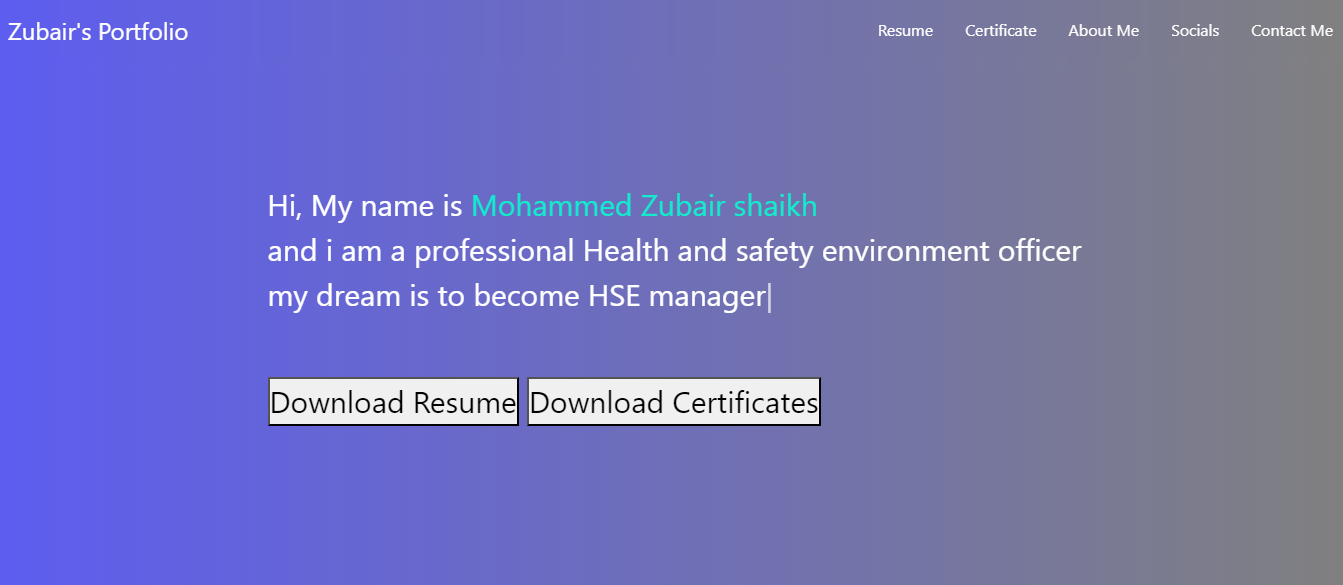 Zubair's Portfolio
Resume Certificate About Me Socials Contact Me
Hi, My name is Mohammed Zubair shaikh
and i am a professional Health and safety environment officer
my dream is to become HSE manager|
Download Resume Download Certificates